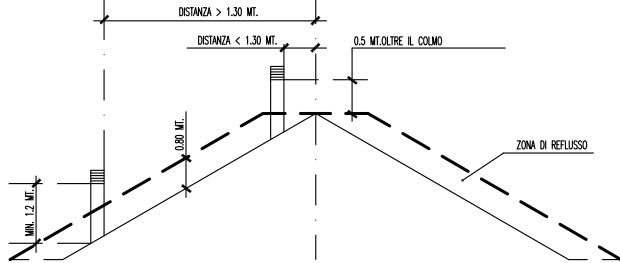 DISTANZA > 1.30 MT.
DISTANZA < 1.30 MT.
0.5 MT.OLTRE IL COLMO
0.80 MT.
ZONA DI REFLUSSO
MIN. 1.2 MT.